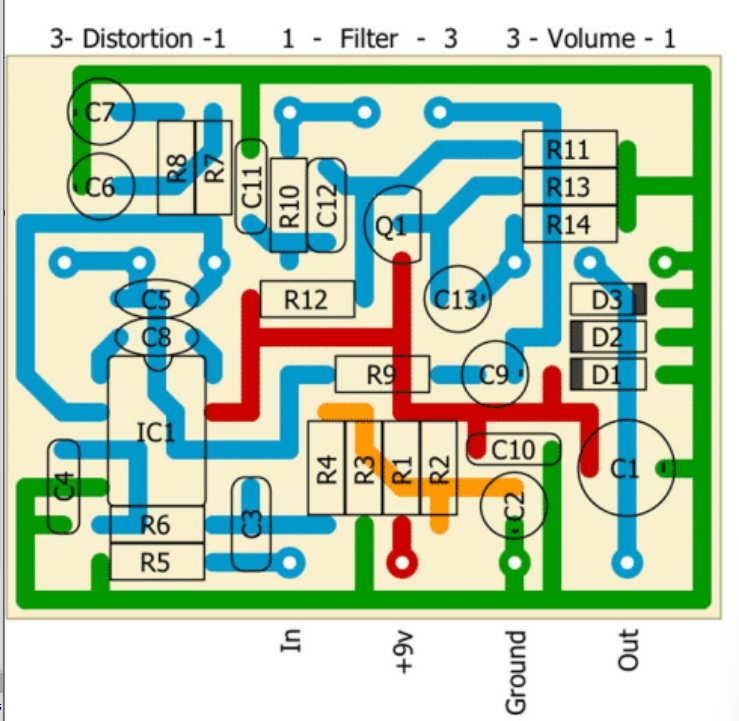 3- Distortion -1 1 - Filter - 3 3 - Volume - 1
C7
R8
R7
C11
R10
C12
R11
C6
R13
Q1
R14
C5
R12
C13
D3
C8
D2
R9
C9
D1
IC1
C10
C4
R4
R3
R1
R2
C1
R6
C3
C2
R5
In
+9v
Ground
Out